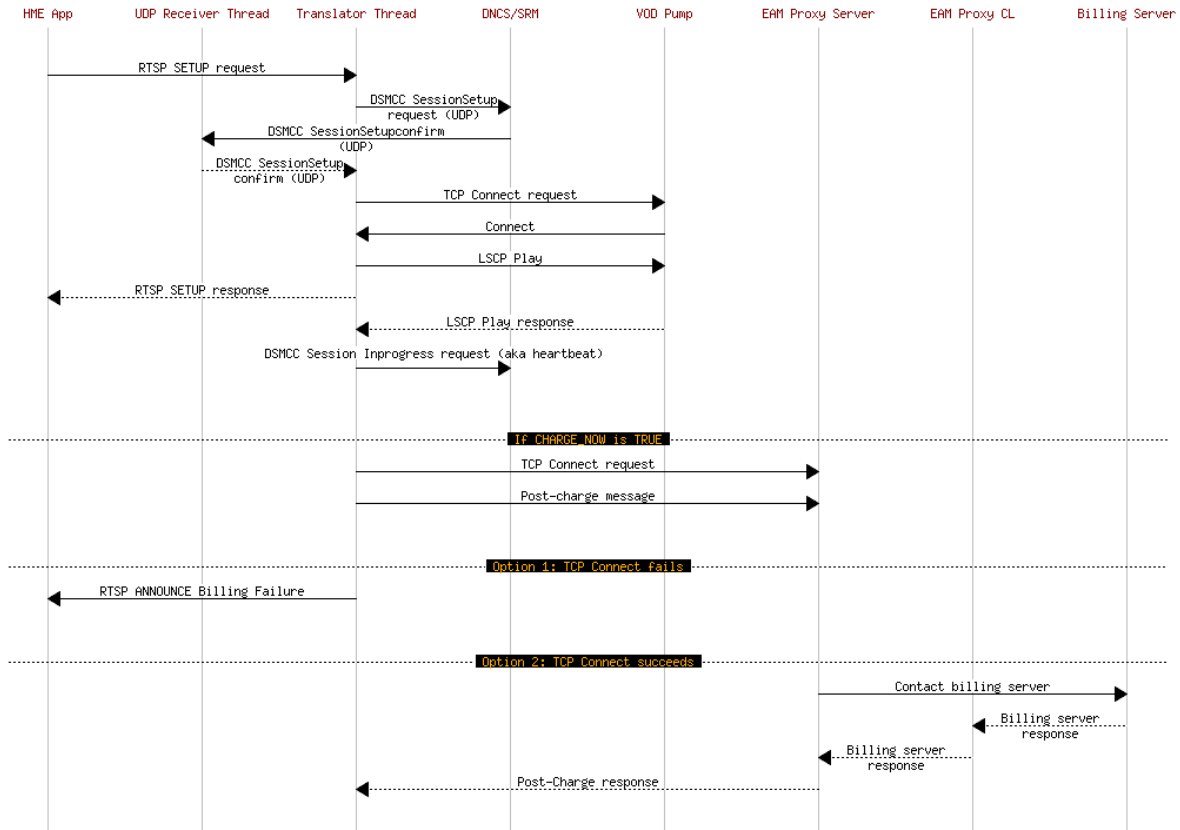 HME App
UDP Receiver Thread
Translator Thread
DNCS/SRM
VOD Pump
EAM Proxy Server
EAM Proxy CL
Billing Server
RTSP SETUP request
DSMCC SessionSetup
request (UDP)
DSMCC SessionSetupconfirm
(UDP)
DSMCC SessionSetup
confirm (UDP)
TCP Connect request
Connect
LSCP Play
RTSP SETUP response
LSCP Play response
DSMCC Session Inprogress request (aka heartbeat)
If CHARGE_NOW is TRUE
TCP Connect request
Post-charge message
Option 1: TCP Connect fails
RTSP ANNOUNCE Billing Failure
Option 2: TCP Connect succeeds
Contact billing server
Billing server
response
Billing server
response
Post-Charge response